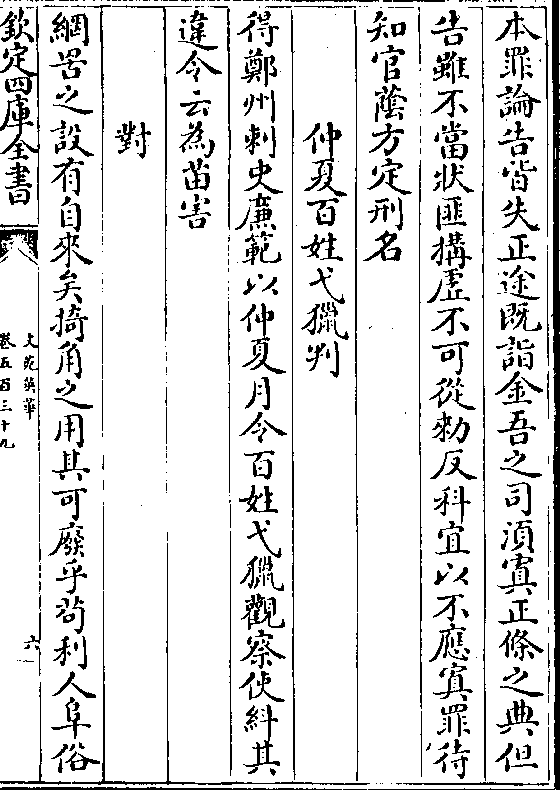 本罪論告皆失正途既詣金吾之司湏寘正條之典但
告雖不當狀匪搆虛不可從勅反科宜以不應寘罪待
知官蔭方定刑名
仲夏百姓弋獵判
得鄭州刺史廉範以仲夏月令百姓弋獵觀察使糾其
違令云為苗害
對
網罟之設有自來矣掎角之用其可廢乎茍利人阜俗
欽定四庫全書
文苑英華
卷五百三十九
六